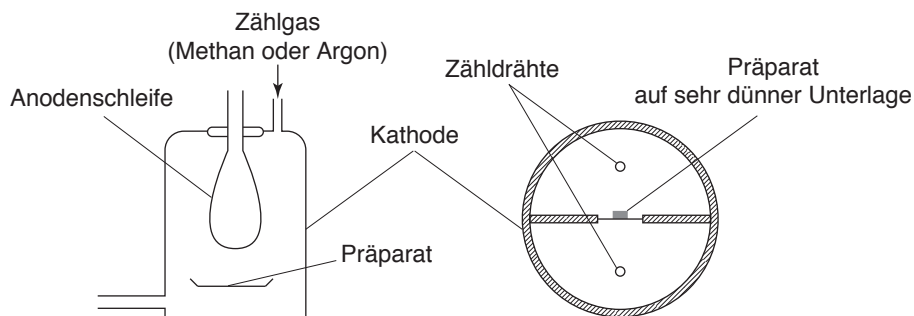 Zählgas
(Methan oder Argon)
Anodenschleife
Kathode
Präparat
Zähldrähte
Präparat
auf sehr dünner Unterlage